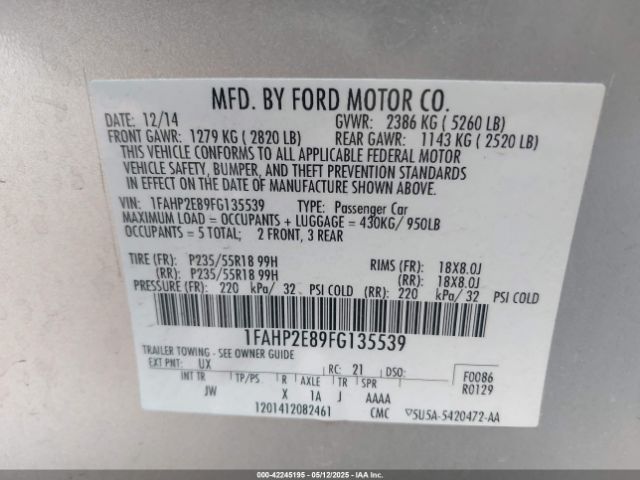 MFD. BY FORD MOTOR CO.
DATE: 12/14 GVWR: 2386 KG ( 5260 LB)
FRONT GAWR: 1279 KG ( 2820 LB) REAR GAWR: 1143 KG ( 2520 LB)
THIS VEHICLE CONFORMS TO ALL APPLICABLE FEDERAL MOTOR
VEHICLE SAFETY, BUMPER, AND THEFT PREVENTION STANDARDS
IN EFFECT ON THE DATE OF MANUFACTURE SHOWN ABOVE.
VIN: 1FAHP2E89FG135539 TYPE: Passenger Car
MAXIMUM LOAD = OCCUPANTS + LUGGAGE = 430KG/ 950LB
OCCUPANTS: 5 TOTAL; 2 FRONT, 3 REAR
TIRE (FR): P235/55R18 99H RIMS (FR): 18X8.0J
(RR): P235/55R18 99H (RR): 18X8.0J
PRESSURE (FR): 220 kPa/ 32 PSI COLD (RR): 220 kPa/ 32 PSI COLD
1FAHP2E89FG135539
TRAILER TOWING - SEE OWNER GUIDE
EXT PNT: UX RC: 21 DSO: F0086
INT TR TP/PS R AXLE TR SPR R0129
JW X 1A J AAAA
1201412082461 CMC ▽5U5A-5420472-AA
000-42245195 - 05/12/2025 - IAAI.COM